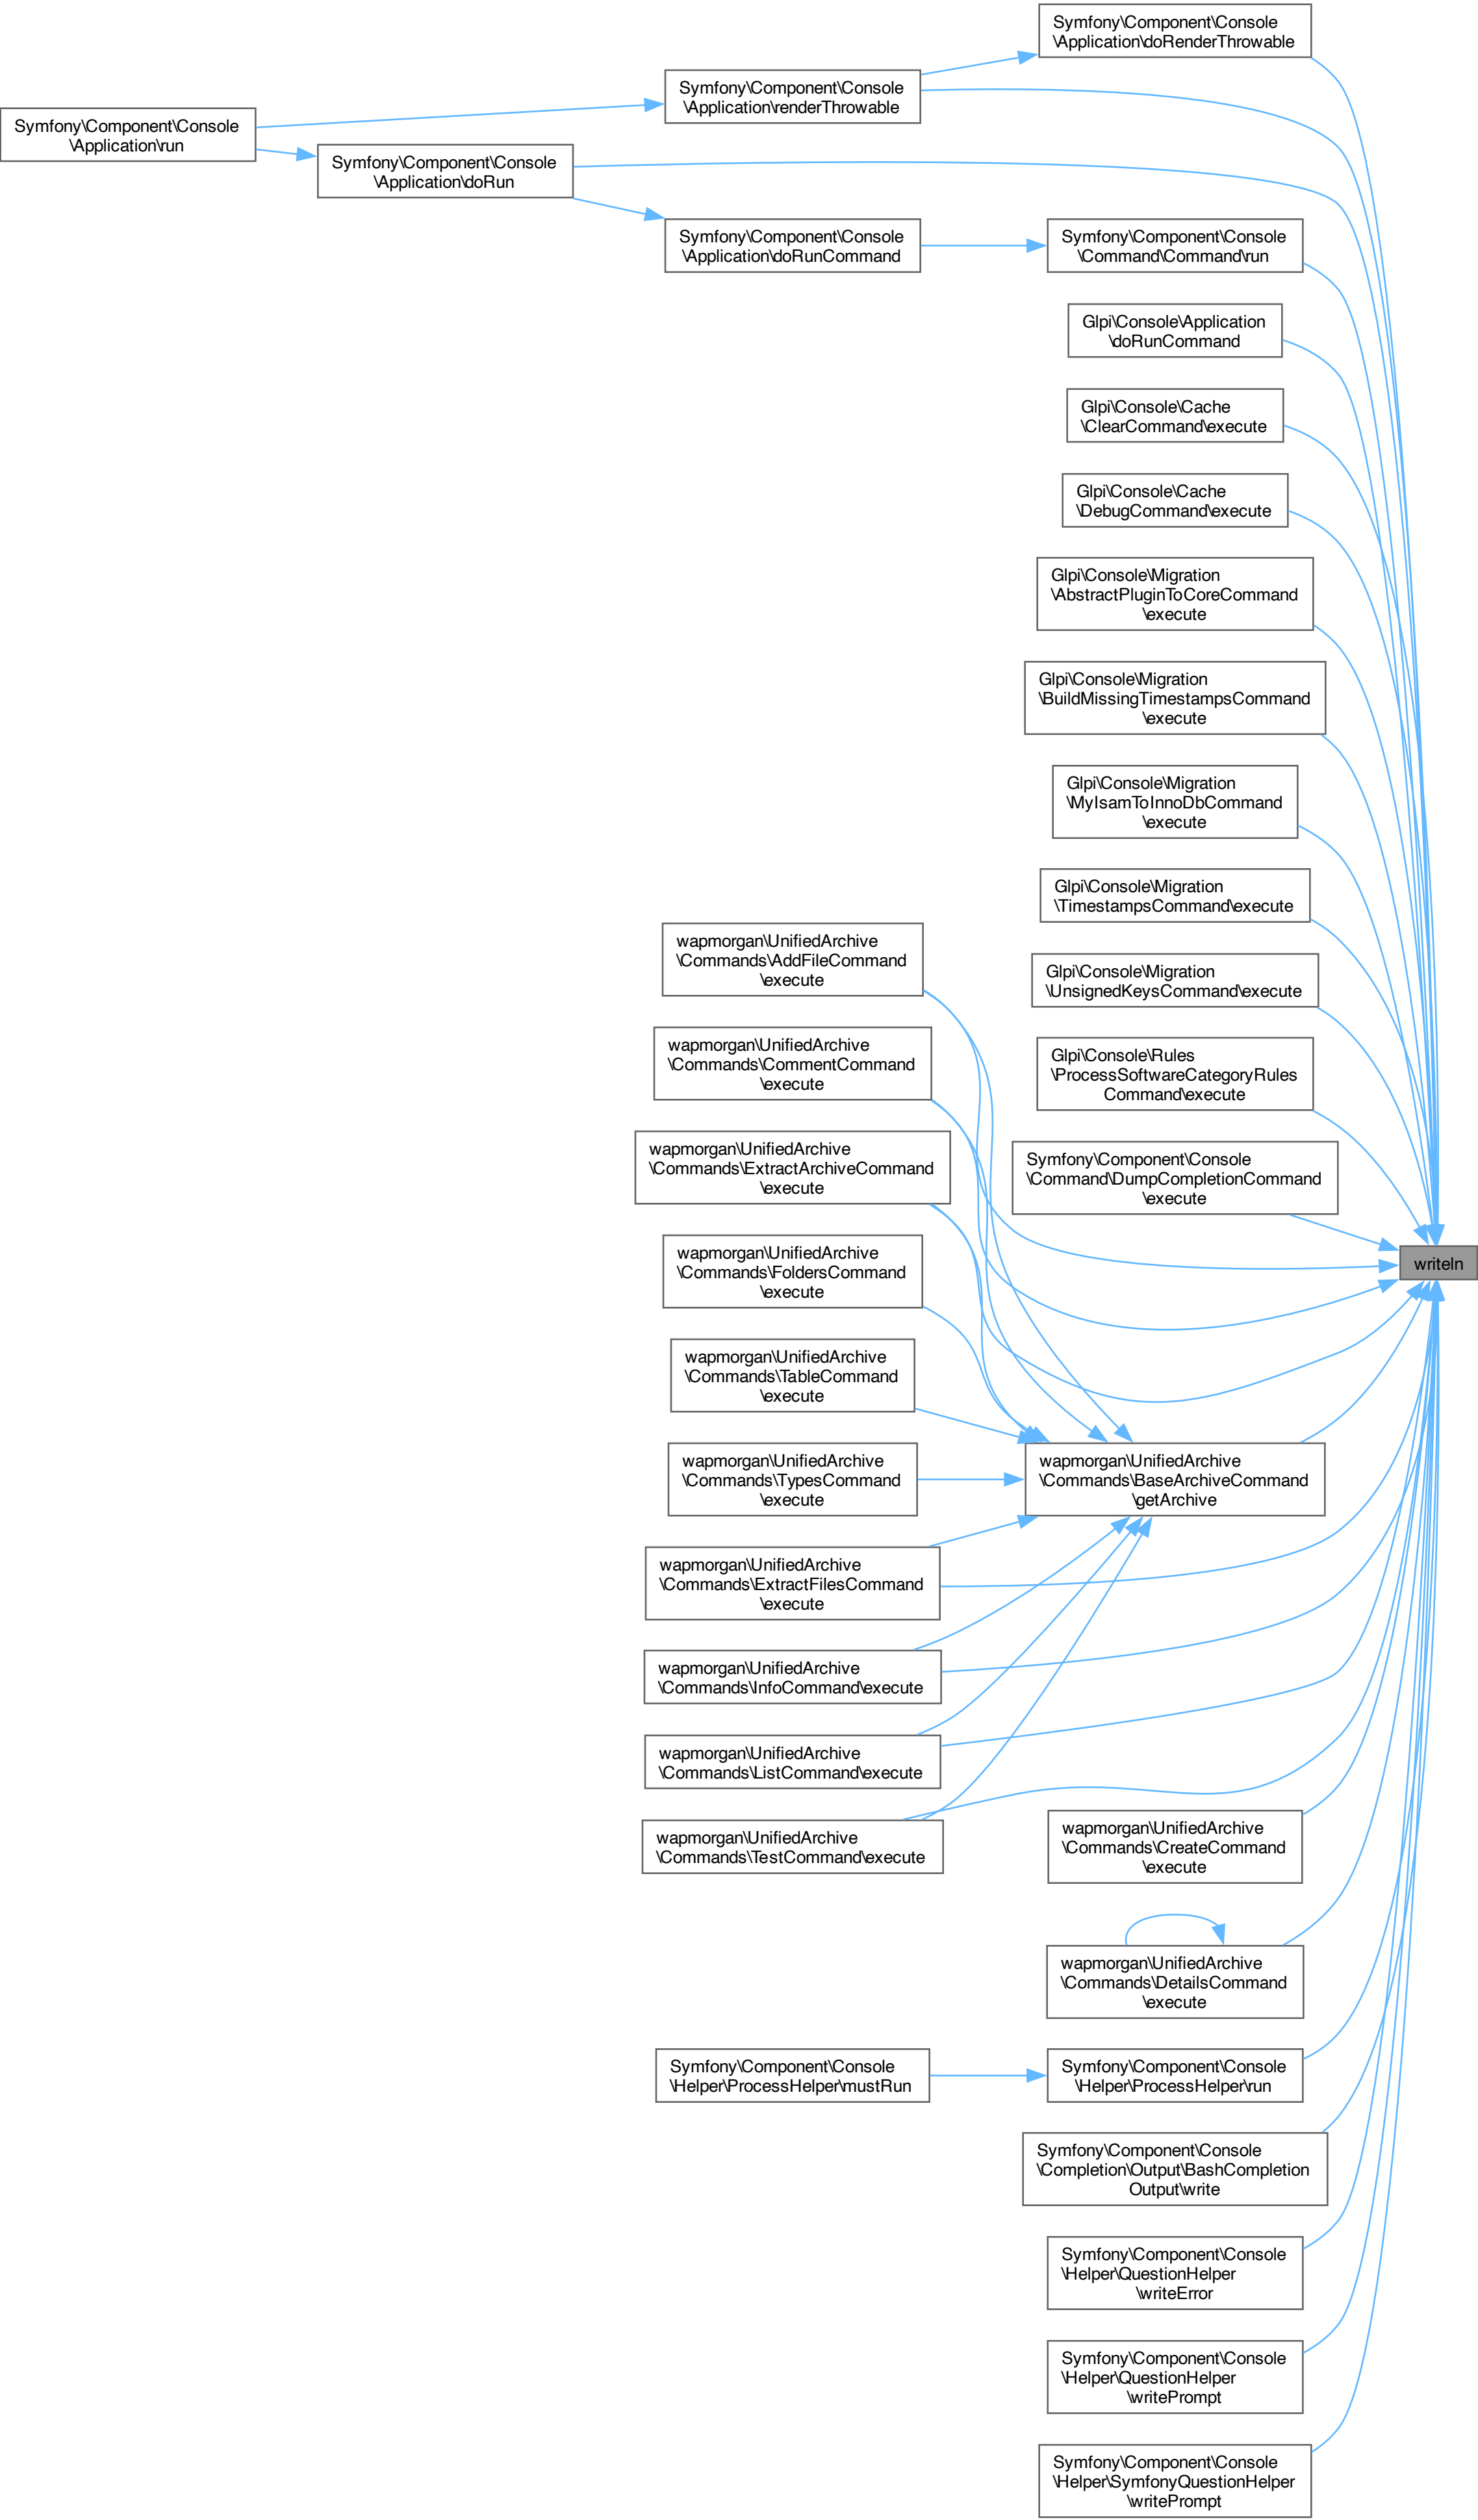 Symfony\Component\Console
\Application\doRenderThrowable
Symfony\Component\Console
\Application\renderThrowable
Symfony\Component\Console
\Application\run
Symfony\Component\Console
\Application\doRun
Symfony\Component\Console
\Application\doRunCommand
Symfony\Component\Console
\Command\Command\run
Glpi\Console\Application
\doRunCommand
Glpi\Console\Cache
\ClearCommand\execute
Glpi\Console\Cache
\DebugCommand\execute
Glpi\Console\Migration
\AbstractPluginToCoreCommand
\execute
Glpi\Console\Migration
\BuildMissingTimestampsCommand
\execute
Glpi\Console\Migration
\MyIsamToInnoDbCommand
\execute
Glpi\Console\Migration
\TimestampsCommand\execute
wapmorgan\UnifiedArchive
\Commands\AddFileCommand
\execute
Glpi\Console\Migration
\UnsignedKeysCommand\execute
wapmorgan\UnifiedArchive
\Commands\CommentCommand
\execute
Glpi\Console\Rules
\ProcessSoftwareCategoryRules
Command\execute
wapmorgan\UnifiedArchive
\Commands\ExtractArchiveCommand
\execute
Symfony\Component\Console
\Command\DumpCompletionCommand
\execute
wapmorgan\UnifiedArchive
\Commands\FoldersCommand
\execute
writeln
wapmorgan\UnifiedArchive
\Commands\TableCommand
\execute
wapmorgan\UnifiedArchive
\Commands\TypesCommand
\execute
wapmorgan\UnifiedArchive
\Commands\BaseArchiveCommand
\getArchive
wapmorgan\UnifiedArchive
\Commands\ExtractFilesCommand
\execute
wapmorgan\UnifiedArchive
\Commands\InfoCommand\execute
wapmorgan\UnifiedArchive
\Commands\ListCommand\execute
wapmorgan\UnifiedArchive
\Commands\TestCommand\execute
wapmorgan\UnifiedArchive
\Commands\CreateCommand
\execute
wapmorgan\UnifiedArchive
\Commands\DetailsCommand
\execute
Symfony\Component\Console
\Helper\ProcessHelper\mustRun
Symfony\Component\Console
\Helper\ProcessHelper\run
Symfony\Component\Console
\Completion\Output\BashCompletion
Output\write
Symfony\Component\Console
\Helper\QuestionHelper
\writeError
Symfony\Component\Console
\Helper\QuestionHelper
\writePrompt
Symfony\Component\Console
\Helper\SymfonyQuestionHelper
\writePrompt